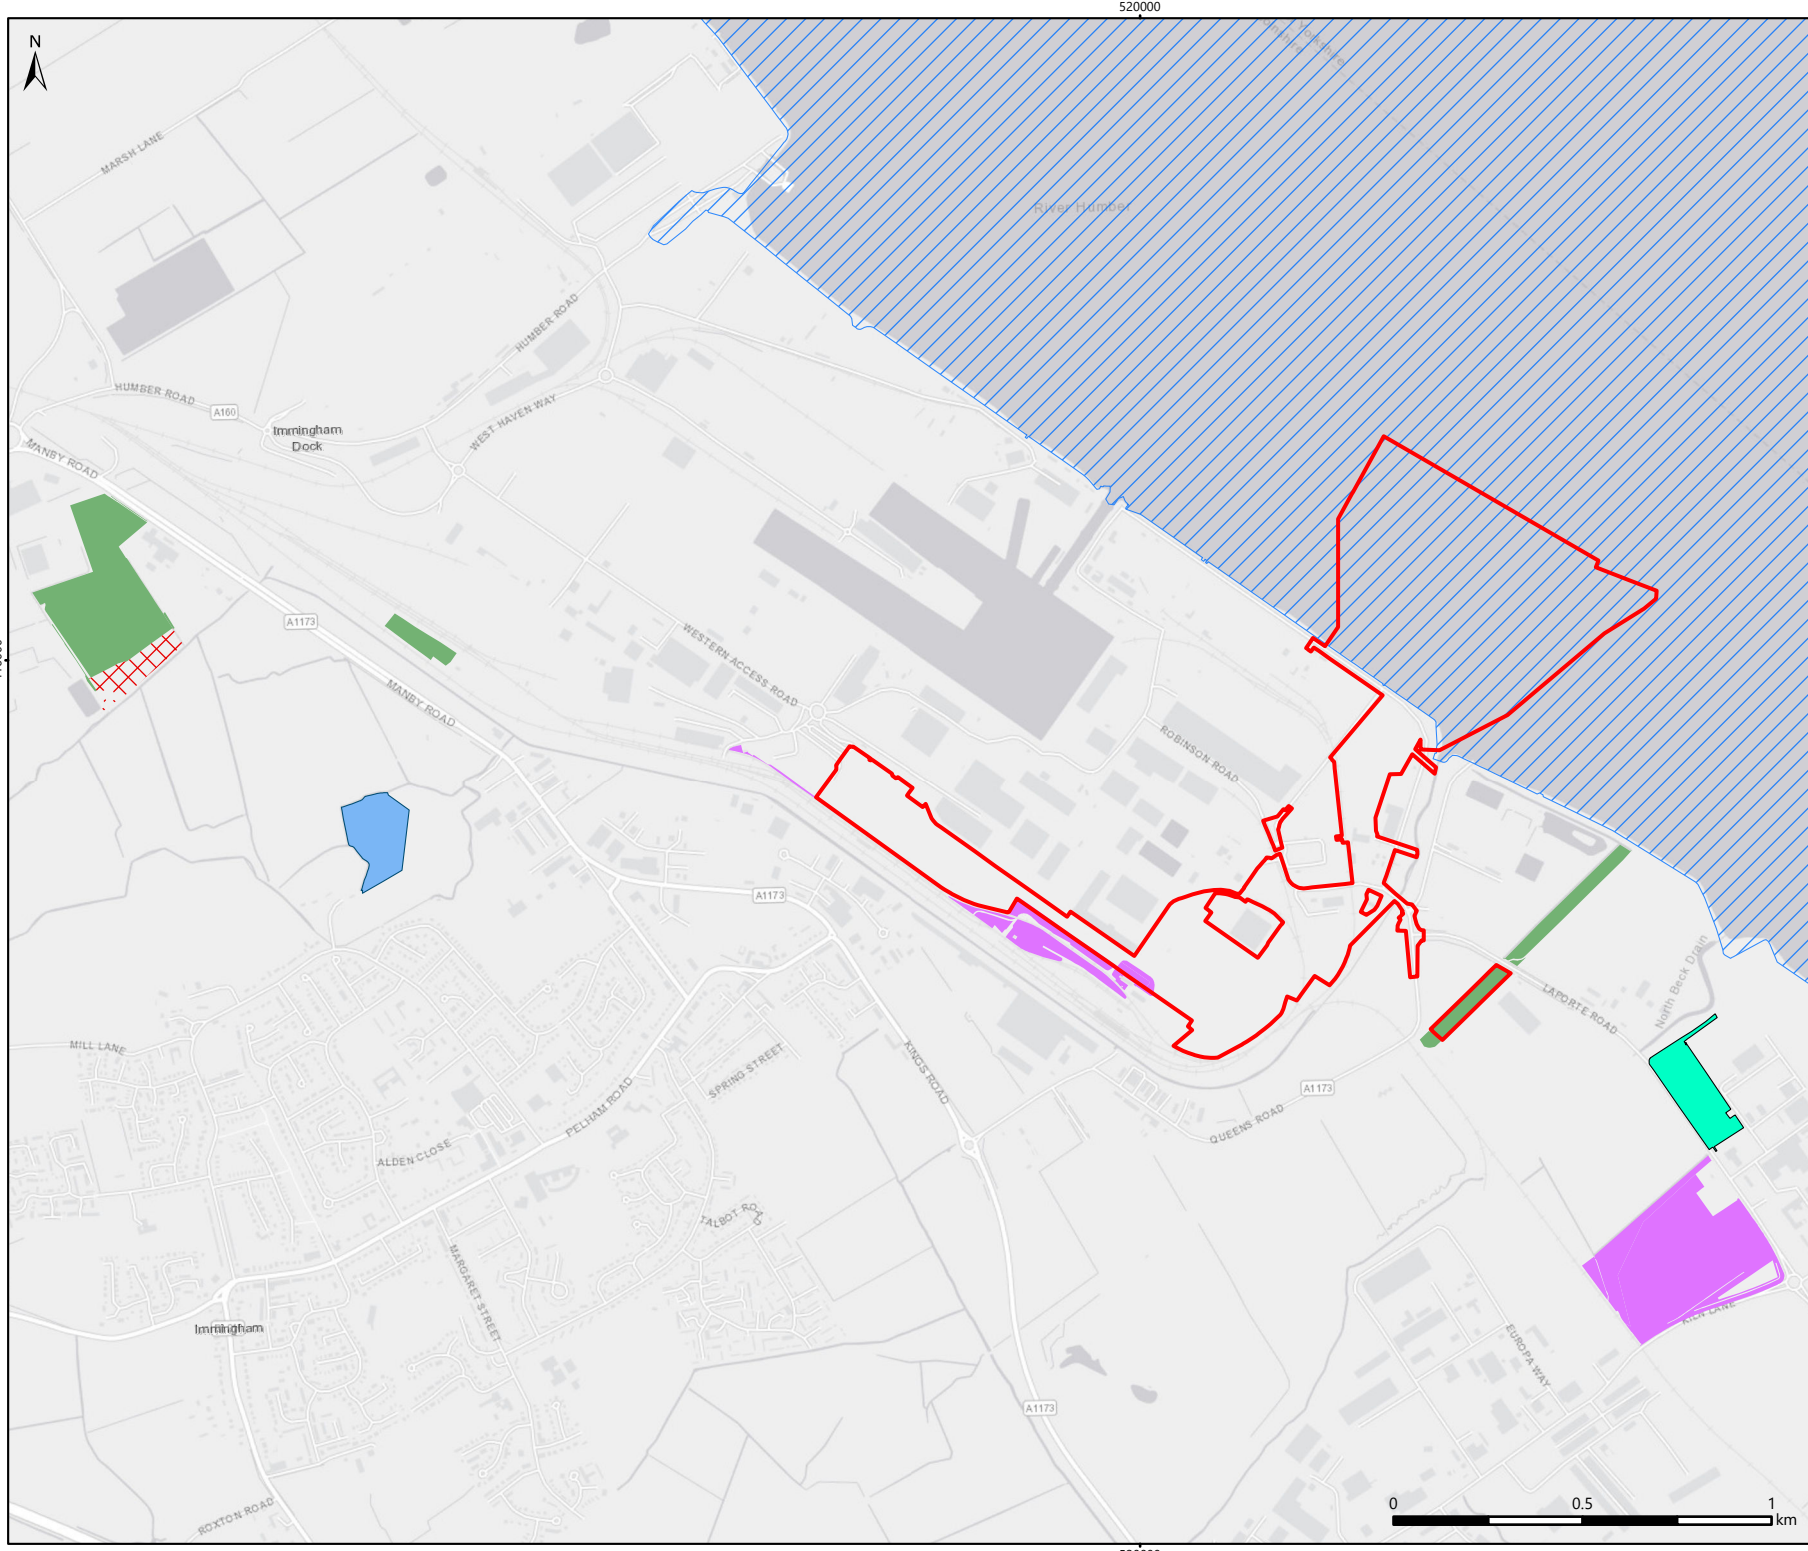 520000
N
Yorkshire
River Humber
MARSH LANE
HUMBER ROAD
HUMBER ROAD
A160
Immingham
Dock
WEST HAVEN WAY
MANBY ROAD
A1173
WESTERN ACCESS ROAD
MANBY ROAD
ROBINSON ROAD
A1173
LAPORTE ROAD
North Beck Drain
MILL LANE
SPRING STREET
KINGS ROAD
A1173
PELHAM ROAD
QUEENS ROAD
ALDEN CLOSE
TALBOT ROAD
MARGARET STREET
Immingham
KILN LANE
EUROPA WAY
A1173
ROXTON ROAD
0 0.5 1
km